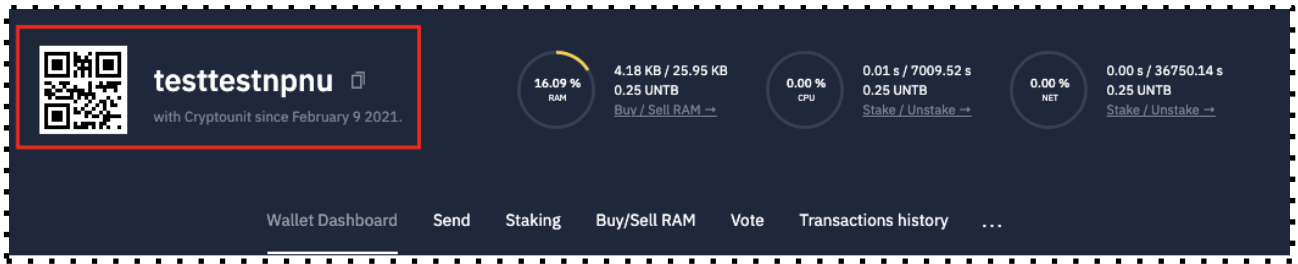 testtestnpnu
with Cryptounit since February 9 2021.
16.09 %
RAM
4.18 KB / 25.95 KB
0.25 UNTB
Buy / Sell RAM →
0.00 %
CPU
0.01 s / 7009.52 s
0.25 UNTB
Stake / Unstake →
0.00 %
NET
0.00 s / 36750.14 s
0.25 UNTB
Stake / Unstake →
Wallet Dashboard Send Staking Buy/Sell RAM Vote Transactions history ...